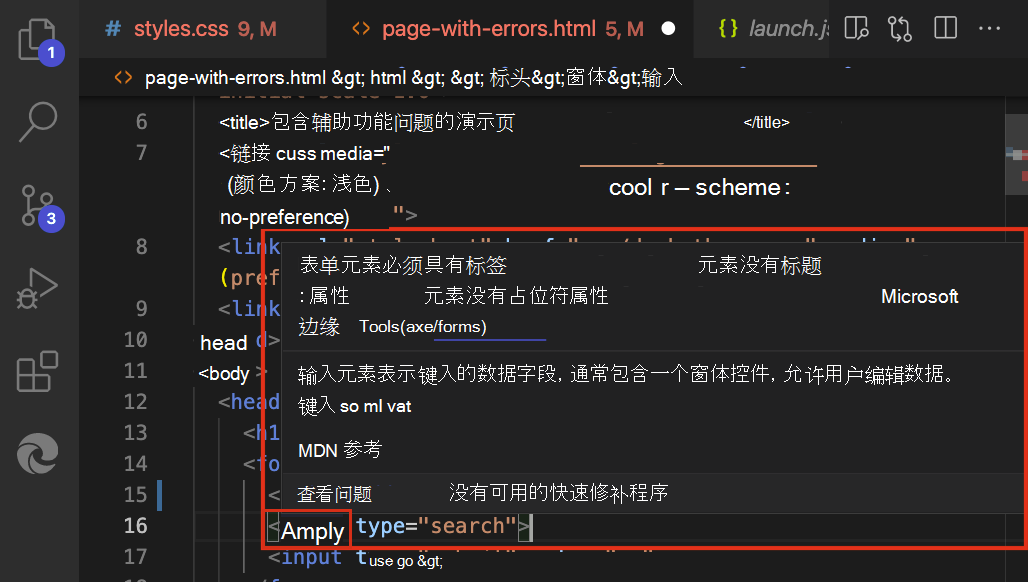 1
# styles.css 9, M
<> page-with-errors.html 5, M
{} launch.js
<> page-with-errors.html &gt; html &gt; &gt; 标头&gt;窗体&gt;输入
6 <title>包含辅助功能问题的演示页 </title>
7 <链接 cuss media="
(颜色方案: 浅色) 、 cool r – scheme:
no-preference) ">
8 <link
(pref
9 <link
10 head d>
11 <body >
12 <head
13 <h1
14 <fo
15 <
16 <Amply type="search">
17 <input t use go &gt;
3
表单元素必须具有标签 元素没有标题
:属性 元素没有占位符属性 Microsoft
边缘 Tools(axe/forms)
输入元素表示键入的数据字段, 通常包含一个窗体控件, 允许用户编辑数据。
键入 so ml vat
MDN 参考
查看问题 没有可用的快速修补程序